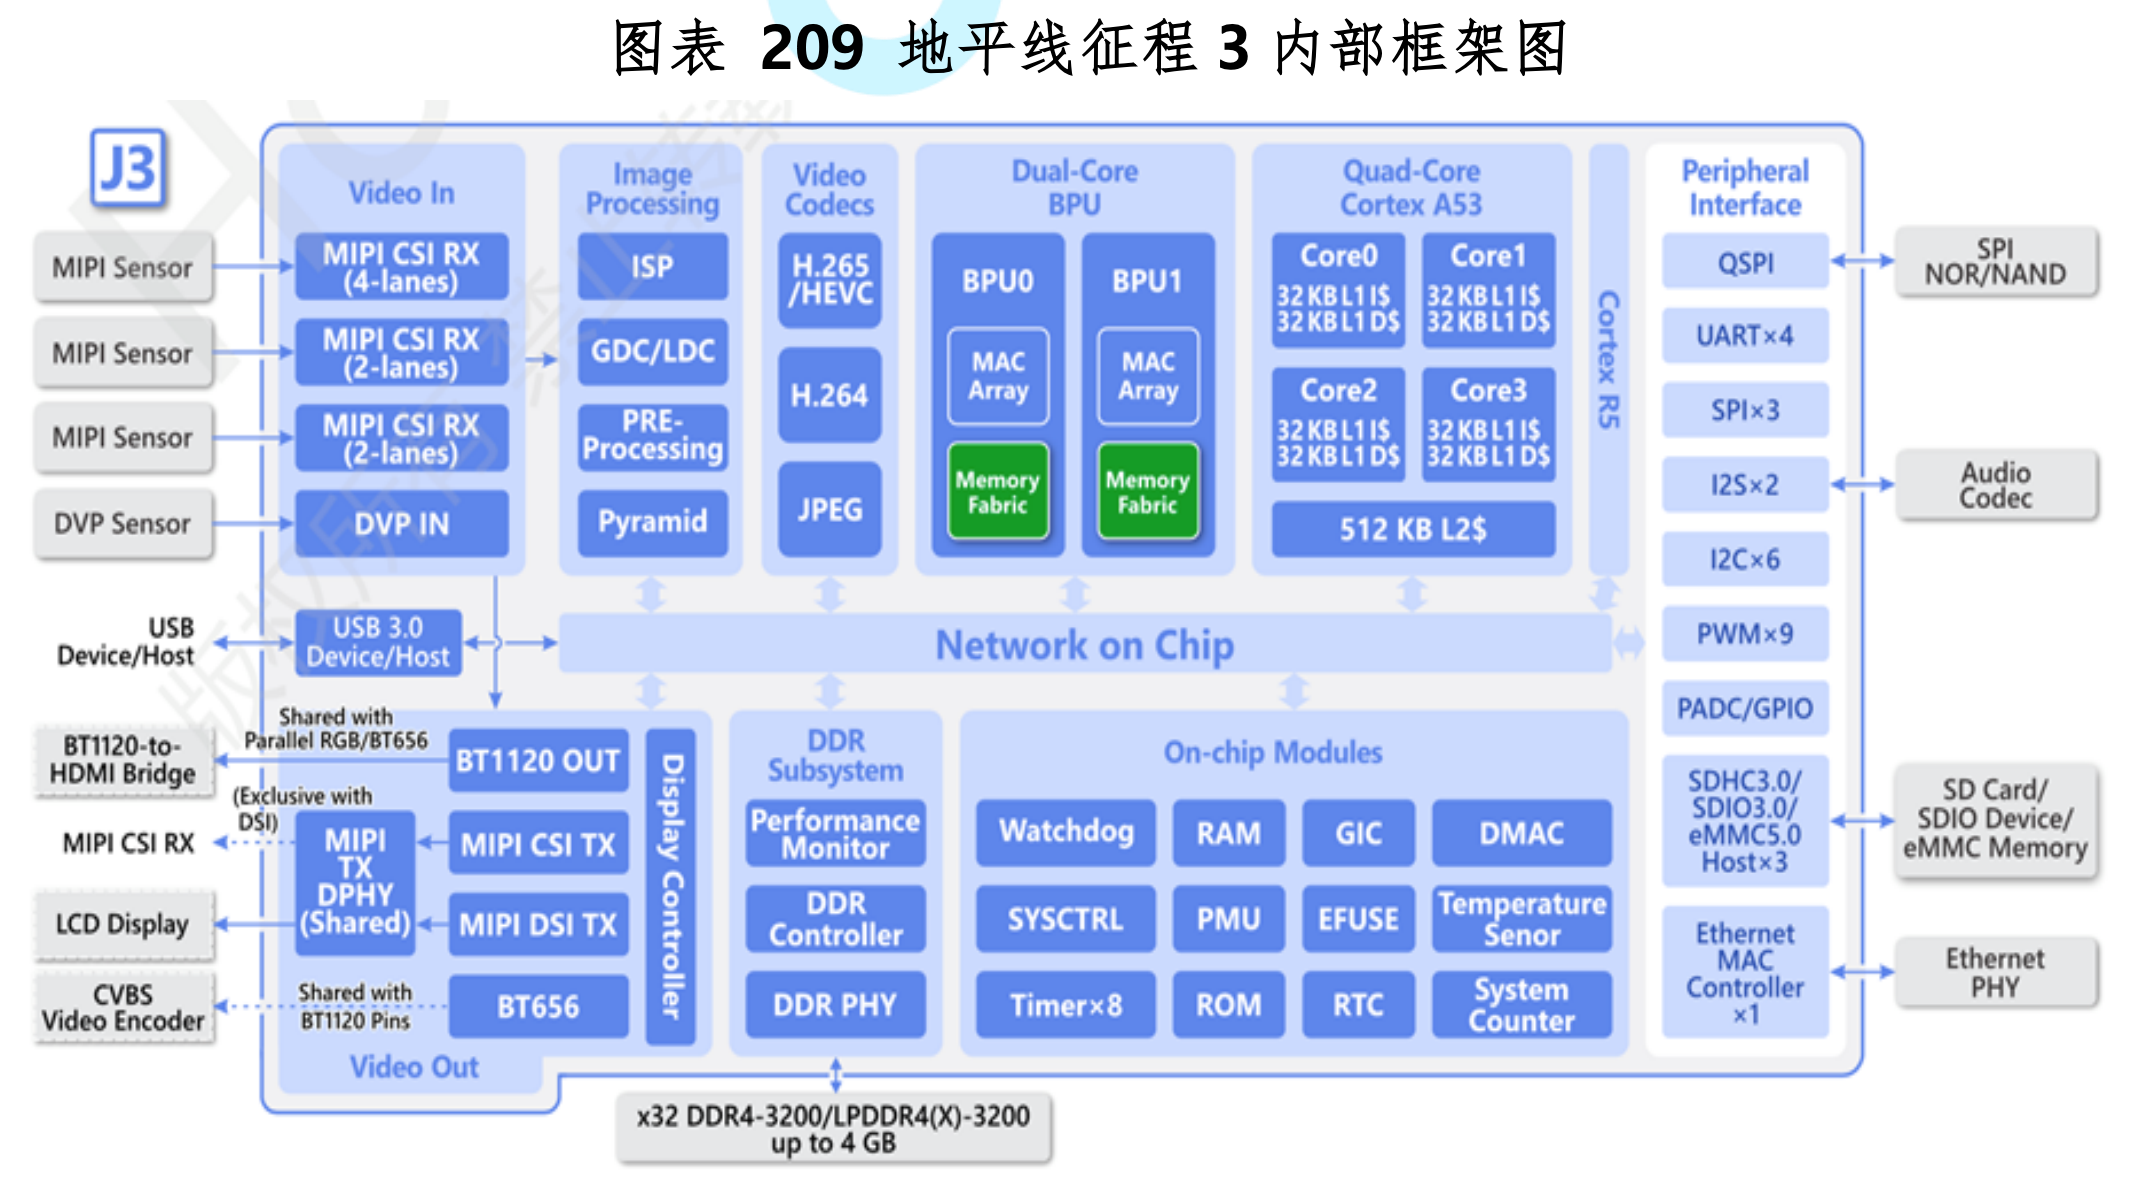 图表 209 地平线征程 3 内部框架图
J3
MIPI Sensor
MIPI Sensor
MIPI Sensor
DVP Sensor
USB
Device/Host
BT1120-to-
HDMI Bridge
MIPI CSI RX
LCD Display
CVBS
Video Encoder
Video In
MIPI CSI RX
(4-lanes)
MIPI CSI RX
(2-lanes)
MIPI CSI RX
(2-lanes)
DVP IN
USB 3.0
Device/Host
Image
Processing
ISP
GDC/LDC
PRE-
Processing
Pyramid
Video
Codecs
H.265
/HEVC
H.264
JPEG
Dual-Core
BPU
BPU0
MAC
Array
Memory
Fabric
BPU1
MAC
Array
Memory
Fabric
Quad-Core
Cortex A53
Core0
32 KB L1 I$
32 KB L1 D$
Core1
32 KB L1 I$
32 KB L1 D$
Core2
32 KB L1 I$
32 KB L1 D$
Core3
32 KB L1 I$
32 KB L1 D$
512 KB L2$
Cortex R5
Network on Chip
Shared with
Parallel RGB/BT656
BT1120 OUT
(Exclusive with
DSI)
MIPI
TX
DPHY
(Shared)
MIPI CSI TX
MIPI DSI TX
Shared with
BT1120 Pins
BT656
Display Controller
Video Out
DDR
Subsystem
Performance
Monitor
DDR
Controller
DDR PHY
On-chip Modules
Watchdog
RAM
GIC
DMAC
SYSCTRL
PMU
EFUSE
Temperature
Senor
Timer×8
ROM
RTC
System
Counter
Peripheral
Interface
QSPI
UART×4
SPI×3
I2S×2
I2C×6
PWM×9
PADC/GPIO
SDHC3.0/
SDIO3.0/
eMMC5.0
Host×3
Ethernet
MAC
Controller
×1
SPI
NOR/NAND
Audio
Codec
SD Card/
SDIO Device/
eMMC Memory
Ethernet
PHY
x32 DDR4-3200/LPDDR4(X)-3200
up to 4 GB